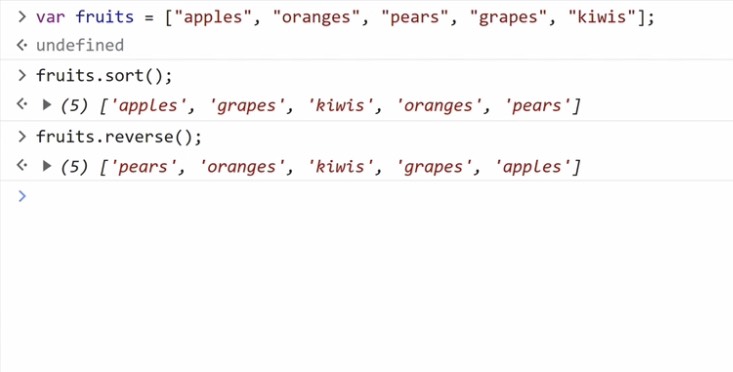 > var fruits = ["apples", "oranges", "pears", "grapes", "kiwis"];
undefined
> fruits.sort();
▶ (5) ['apples', 'grapes', 'kiwis', 'oranges', 'pears']
> fruits.reverse();
▶ (5) ['pears', 'oranges', 'kiwis', 'grapes', 'apples']
>